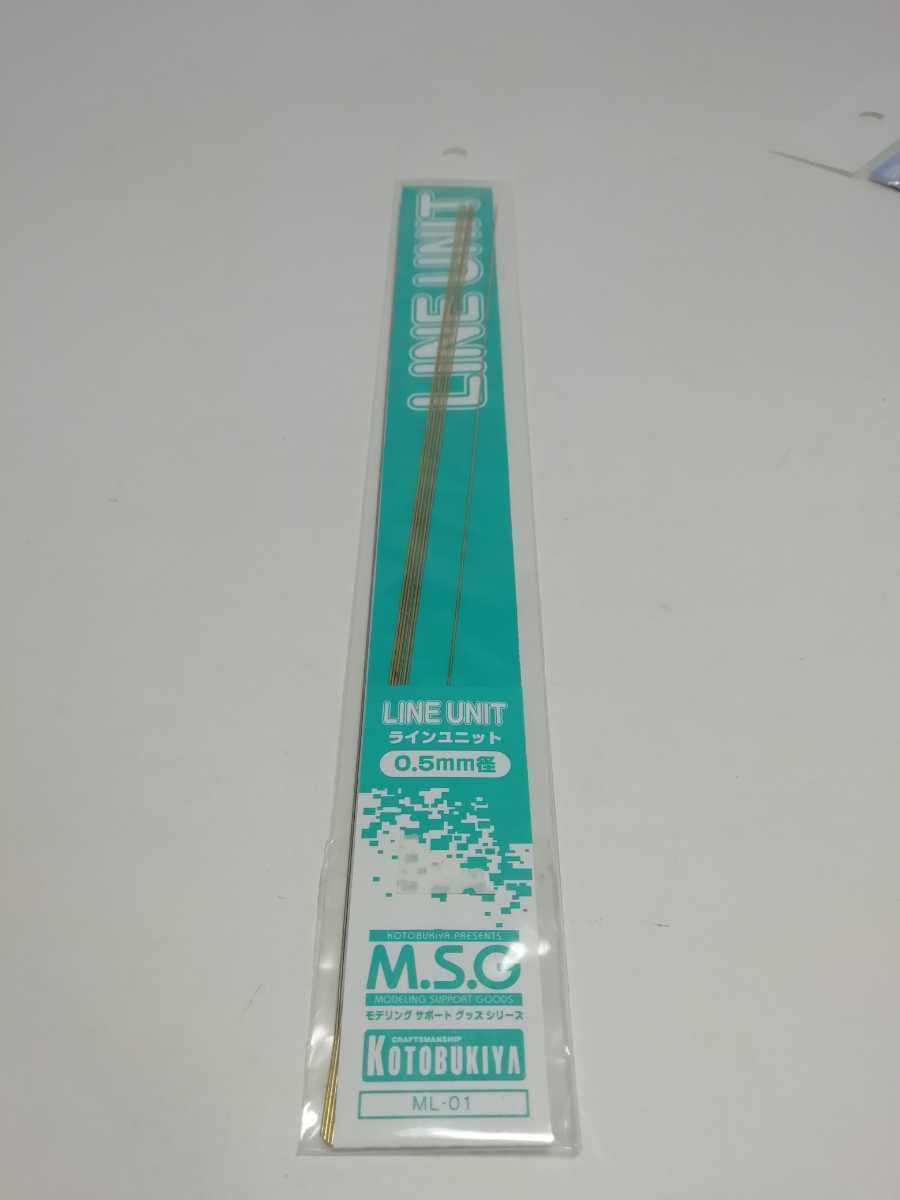 LINE UNIT
LINE UNIT
ラインユニット
0.5mm径
KOTOBUKIYA PRESENTS
M.S.G
MODELING SUPPORT GOODS
モデリング サポート グッズ シリーズ
CRAFTSMANSHIP
KOTOBUKIYA
ML-01